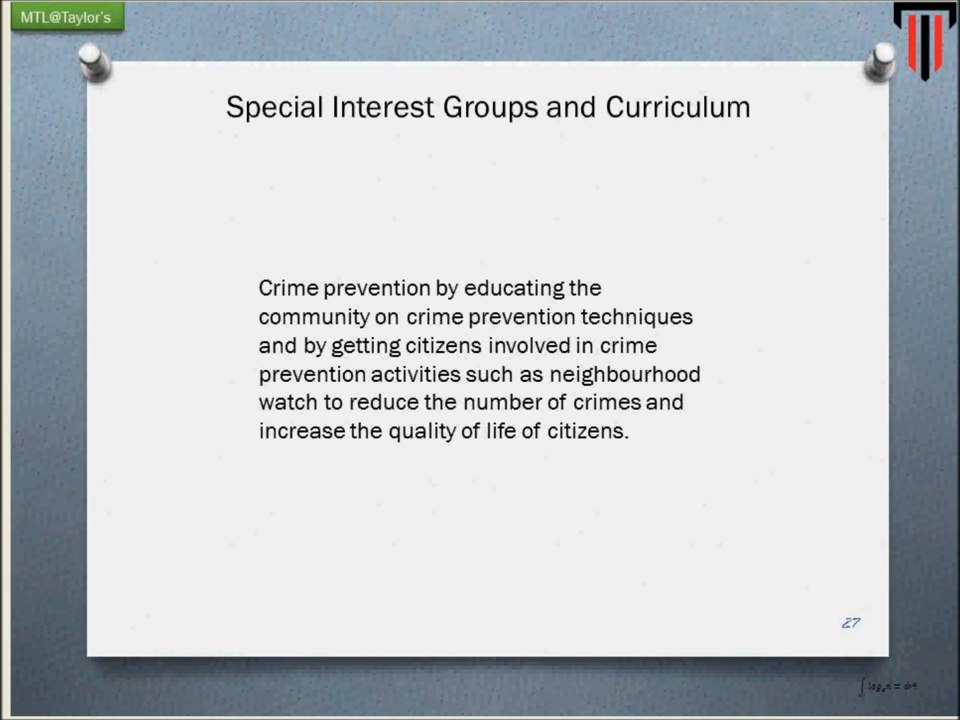 MTL@Taylor's
Special Interest Groups and Curriculum
Crime prevention by educating the
community on crime prevention techniques
and by getting citizens involved in crime
prevention activities such as neighbourhood
watch to reduce the number of crimes and
increase the quality of life of citizens.
27